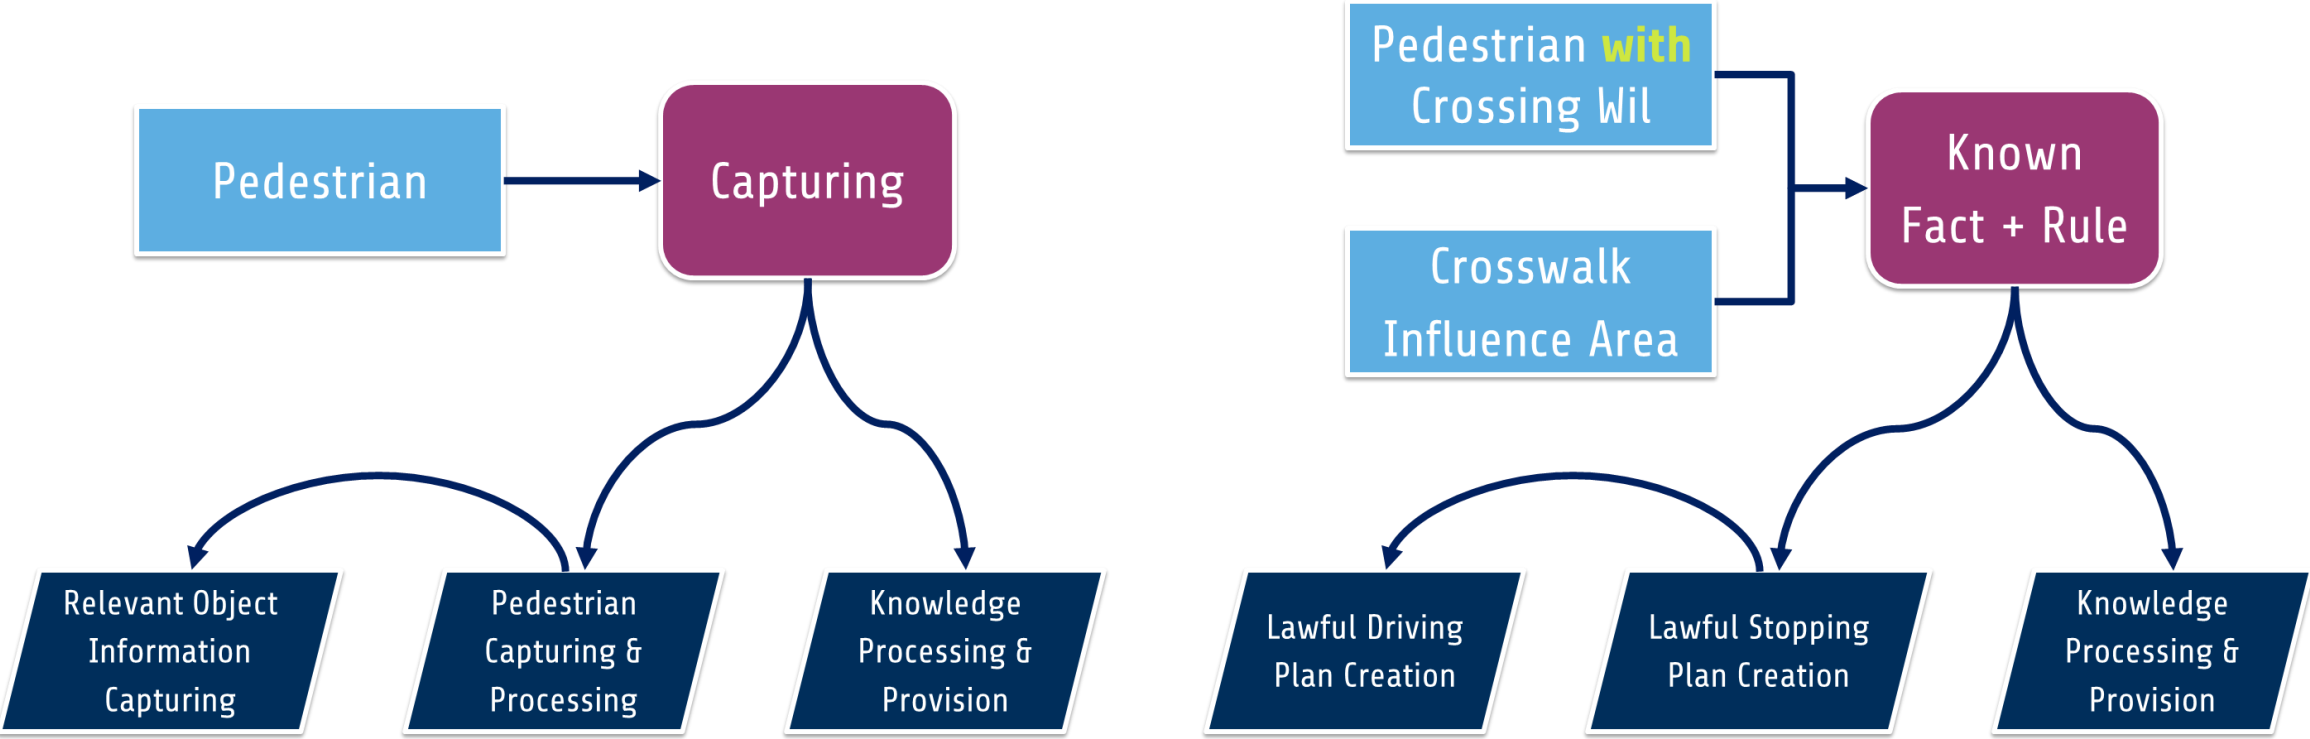 Pedestrian
Capturing
Relevant Object
Information
Capturing
Pedestrian
Capturing &
Processing
Knowledge
Processing &
Provision
Pedestrian with
Crossing Wil
Crosswalk
Influence Area
Known
Fact + Rule
Lawful Driving
Plan Creation
Lawful Stopping
Plan Creation
Knowledge
Processing &
Provision